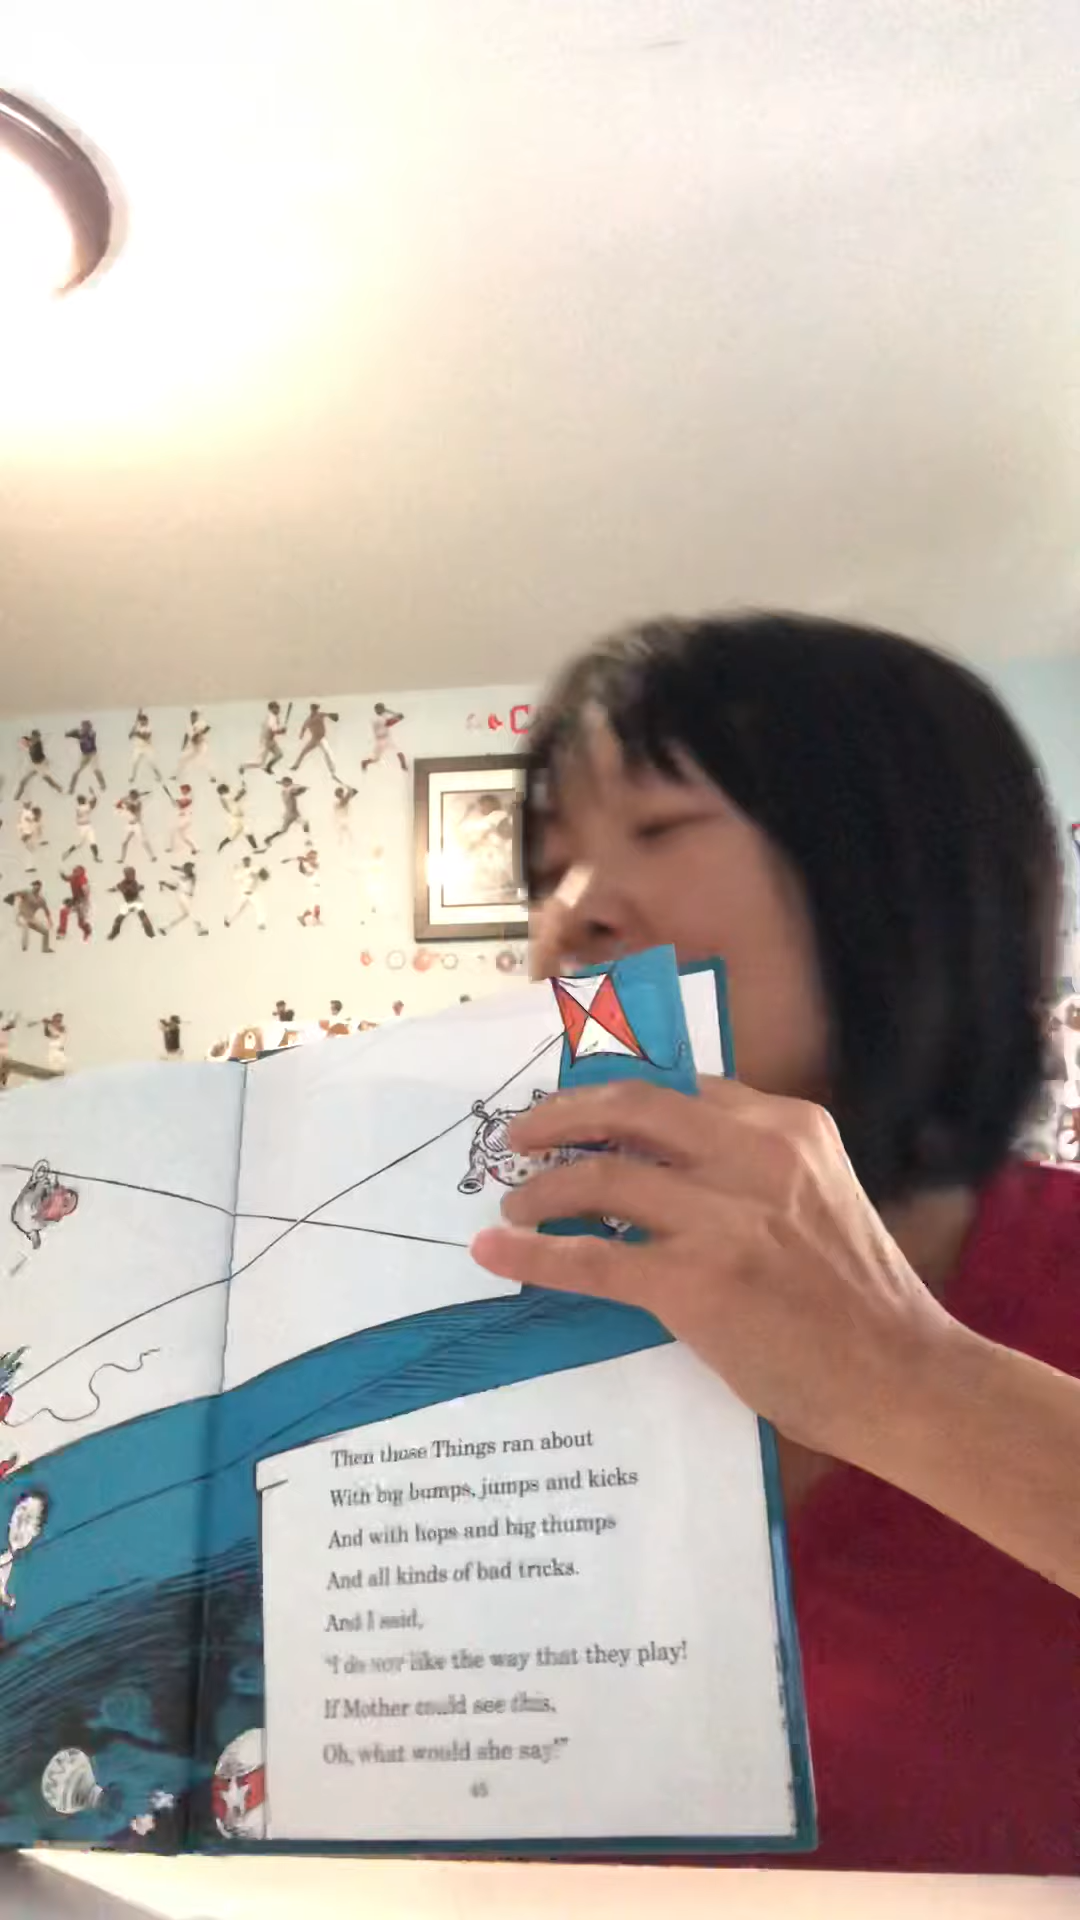 C
Then those Things ran about
With big bumps, jumps and kicks
And with hops and big thumps
And all kinds of bad tricks.
And I said,
"I do NOT like the way that they play!
If Mother could see this,
Oh, what would she say!"
45